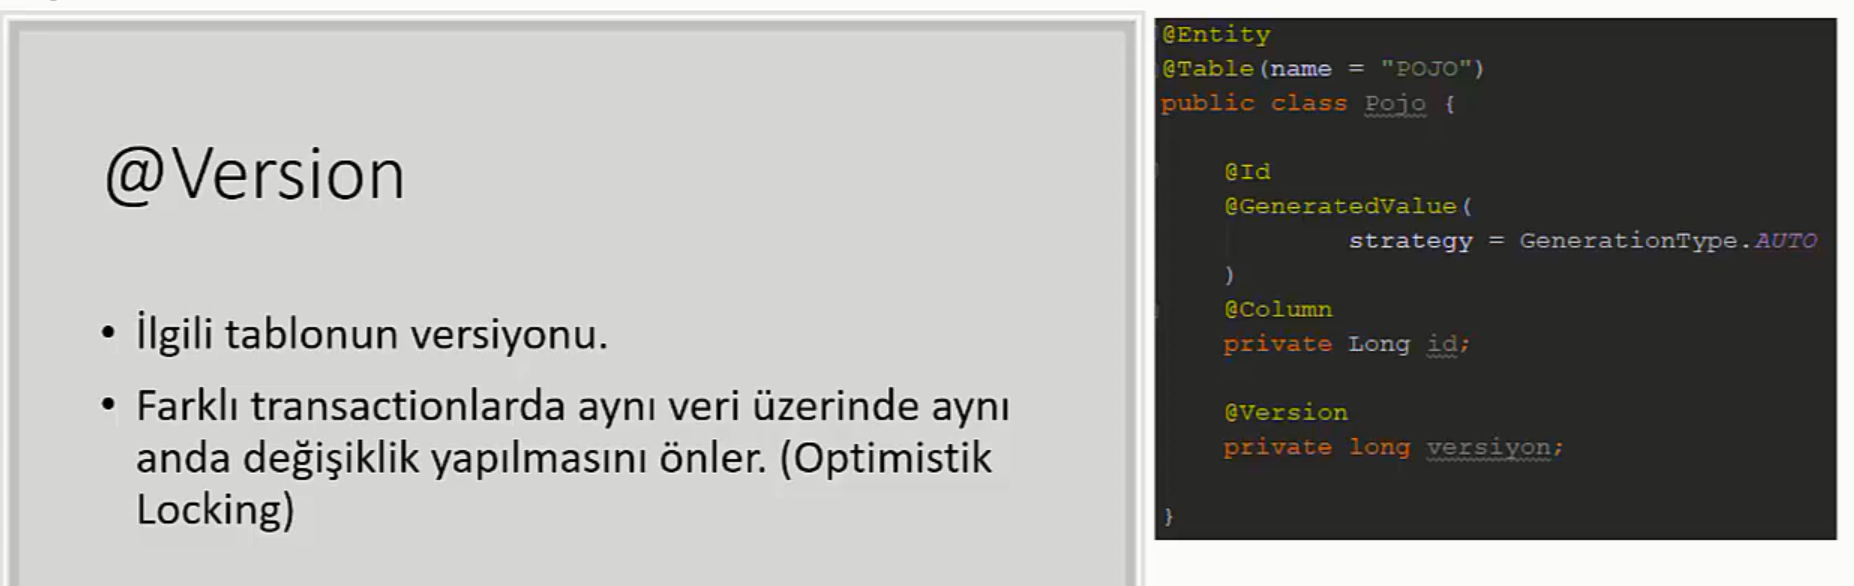 @Version
• İlgili tablonun versiyonu.
• Farklı transactionlarda aynı veri üzerinde aynı
anda değişiklik yapılmasını önler. (Optimistik
Locking)
@Entity
@Table(name = "POJO")
public class Pojo {
@Id
@GeneratedValue(
strategy = GenerationType.AUTO
)
@Column
private Long id;
@Version
private long versiyon;
}